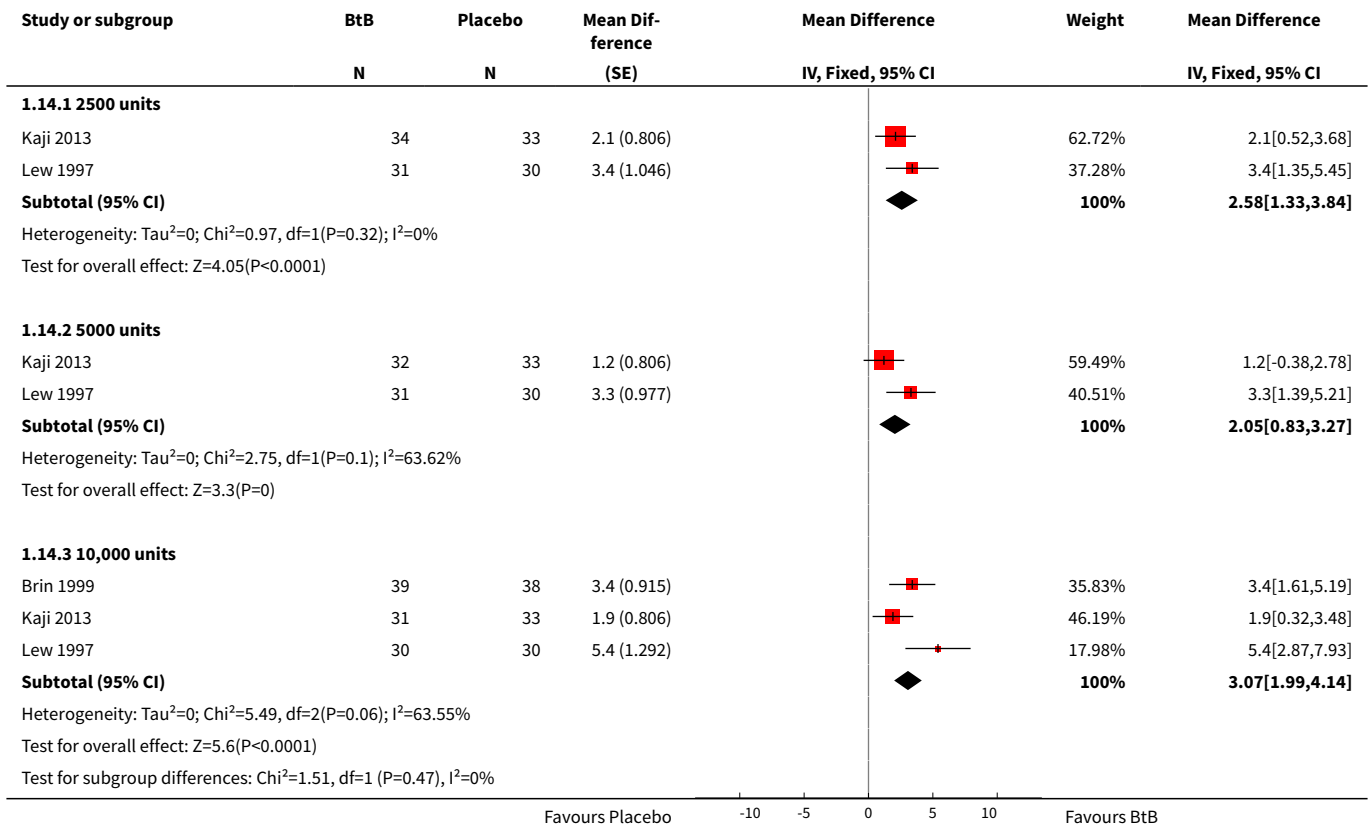 Study or subgroup BtB Placebo Mean Dif- Mean Difference Weight Mean Difference
ference
N N (SE) IV, Fixed, 95% CI IV, Fixed, 95% CI
1.14.1 2500 units
Kaji 2013 34 33 2.1 (0.806) 62.72% 2.1[0.52,3.68]
Lew 1997 31 30 3.4 (1.046) 37.28% 3.4[1.35,5.45]
Subtotal (95% CI) 100% 2.58[1.33,3.84]
Heterogeneity: Tau²=0; Chi²=0.97, df=1(P=0.32); I²=0%
Test for overall effect: Z=4.05(P<0.0001)
1.14.2 5000 units
Kaji 2013 32 33 1.2 (0.806) 59.49% 1.2[-0.38,2.78]
Lew 1997 31 30 3.3 (0.977) 40.51% 3.3[1.39,5.21]
Subtotal (95% CI) 100% 2.05[0.83,3.27]
Heterogeneity: Tau²=0; Chi²=2.75, df=1(P=0.1); I²=63.62%
Test for overall effect: Z=3.3(P=0)
1.14.3 10,000 units
Brin 1999 39 38 3.4 (0.915) 35.83% 3.4[1.61,5.19]
Kaji 2013 31 33 1.9 (0.806) 46.19% 1.9[0.32,3.48]
Lew 1997 30 30 5.4 (1.292) 17.98% 5.4[2.87,7.93]
Subtotal (95% CI) 100% 3.07[1.99,4.14]
Heterogeneity: Tau²=0; Chi²=5.49, df=2(P=0.06); I²=63.55%
Test for overall effect: Z=5.6(P<0.0001)
Test for subgroup differences: Chi²=1.51, df=1 (P=0.47), I²=0%
Favours Placebo -10 -5 0 5 10 Favours BtB